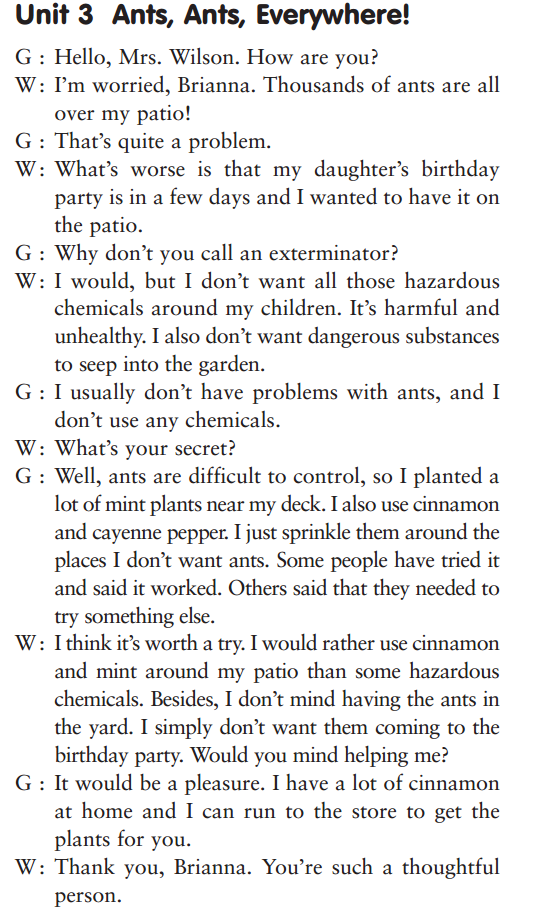 Unit 3 Ants, Ants, Everywhere!
G : Hello, Mrs. Wilson. How are you?
W: I'm worried, Brianna. Thousands of ants are all
over my patio!
G : That's quite a problem.
W: What's worse is that my daughter's birthday
party is in a few days and I wanted to have it on
the patio.
G : Why don't you call an exterminator?
W: I would, but I don't want all those hazardous
chemicals around my children. It's harmful and
unhealthy. I also don't want dangerous substances
to seep into the garden.
G : I usually don't have problems with ants, and I
don't use any chemicals.
W: What's your secret?
G : Well, ants are difficult to control, so I planted a
lot of mint plants near my deck. I also use cinnamon
and cayenne pepper. I just sprinkle them around the
places I don't want ants. Some people have tried it
and said it worked. Others said that they needed to
try something else.
W: I think it's worth a try. I would rather use cinnamon
and mint around my patio than some hazardous
chemicals. Besides, I don't mind having the ants in
the yard. I simply don't want them coming to the
birthday party. Would you mind helping me?
G : It would be a pleasure. I have a lot of cinnamon
at home and I can run to the store to get the
plants for you.
W: Thank you, Brianna. You're such a thoughtful
person.